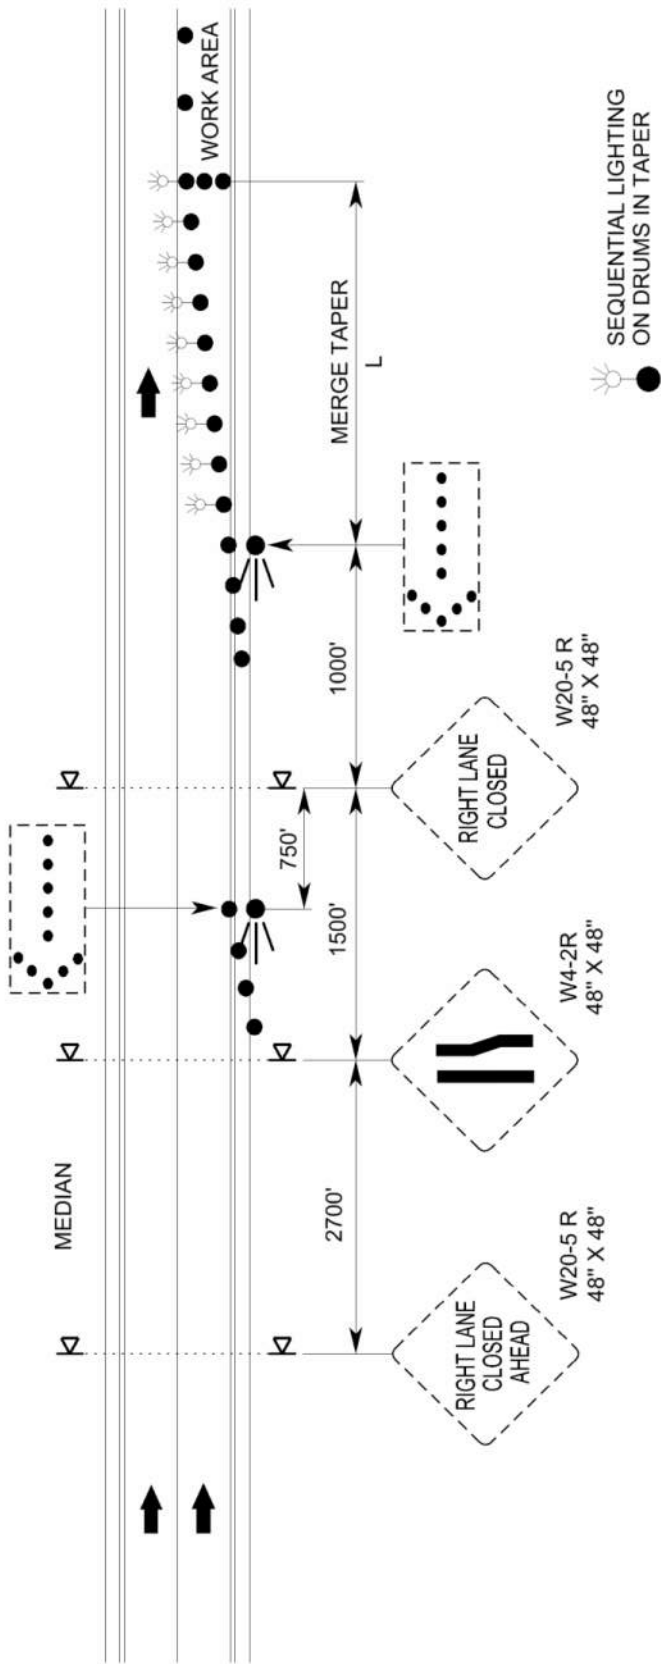 MEDIAN
WORK AREA
2700'
1500'
750'
1000'
MERGE TAPER
L
RIGHT LANE
CLOSED
AHEAD
W20-5 R
48" X 48"
W4-2R
48" X 48"
RIGHT LANE
CLOSED
W20-5 R
48" X 48"
SEQUENTIAL LIGHTING
ON DRUMS IN TAPER